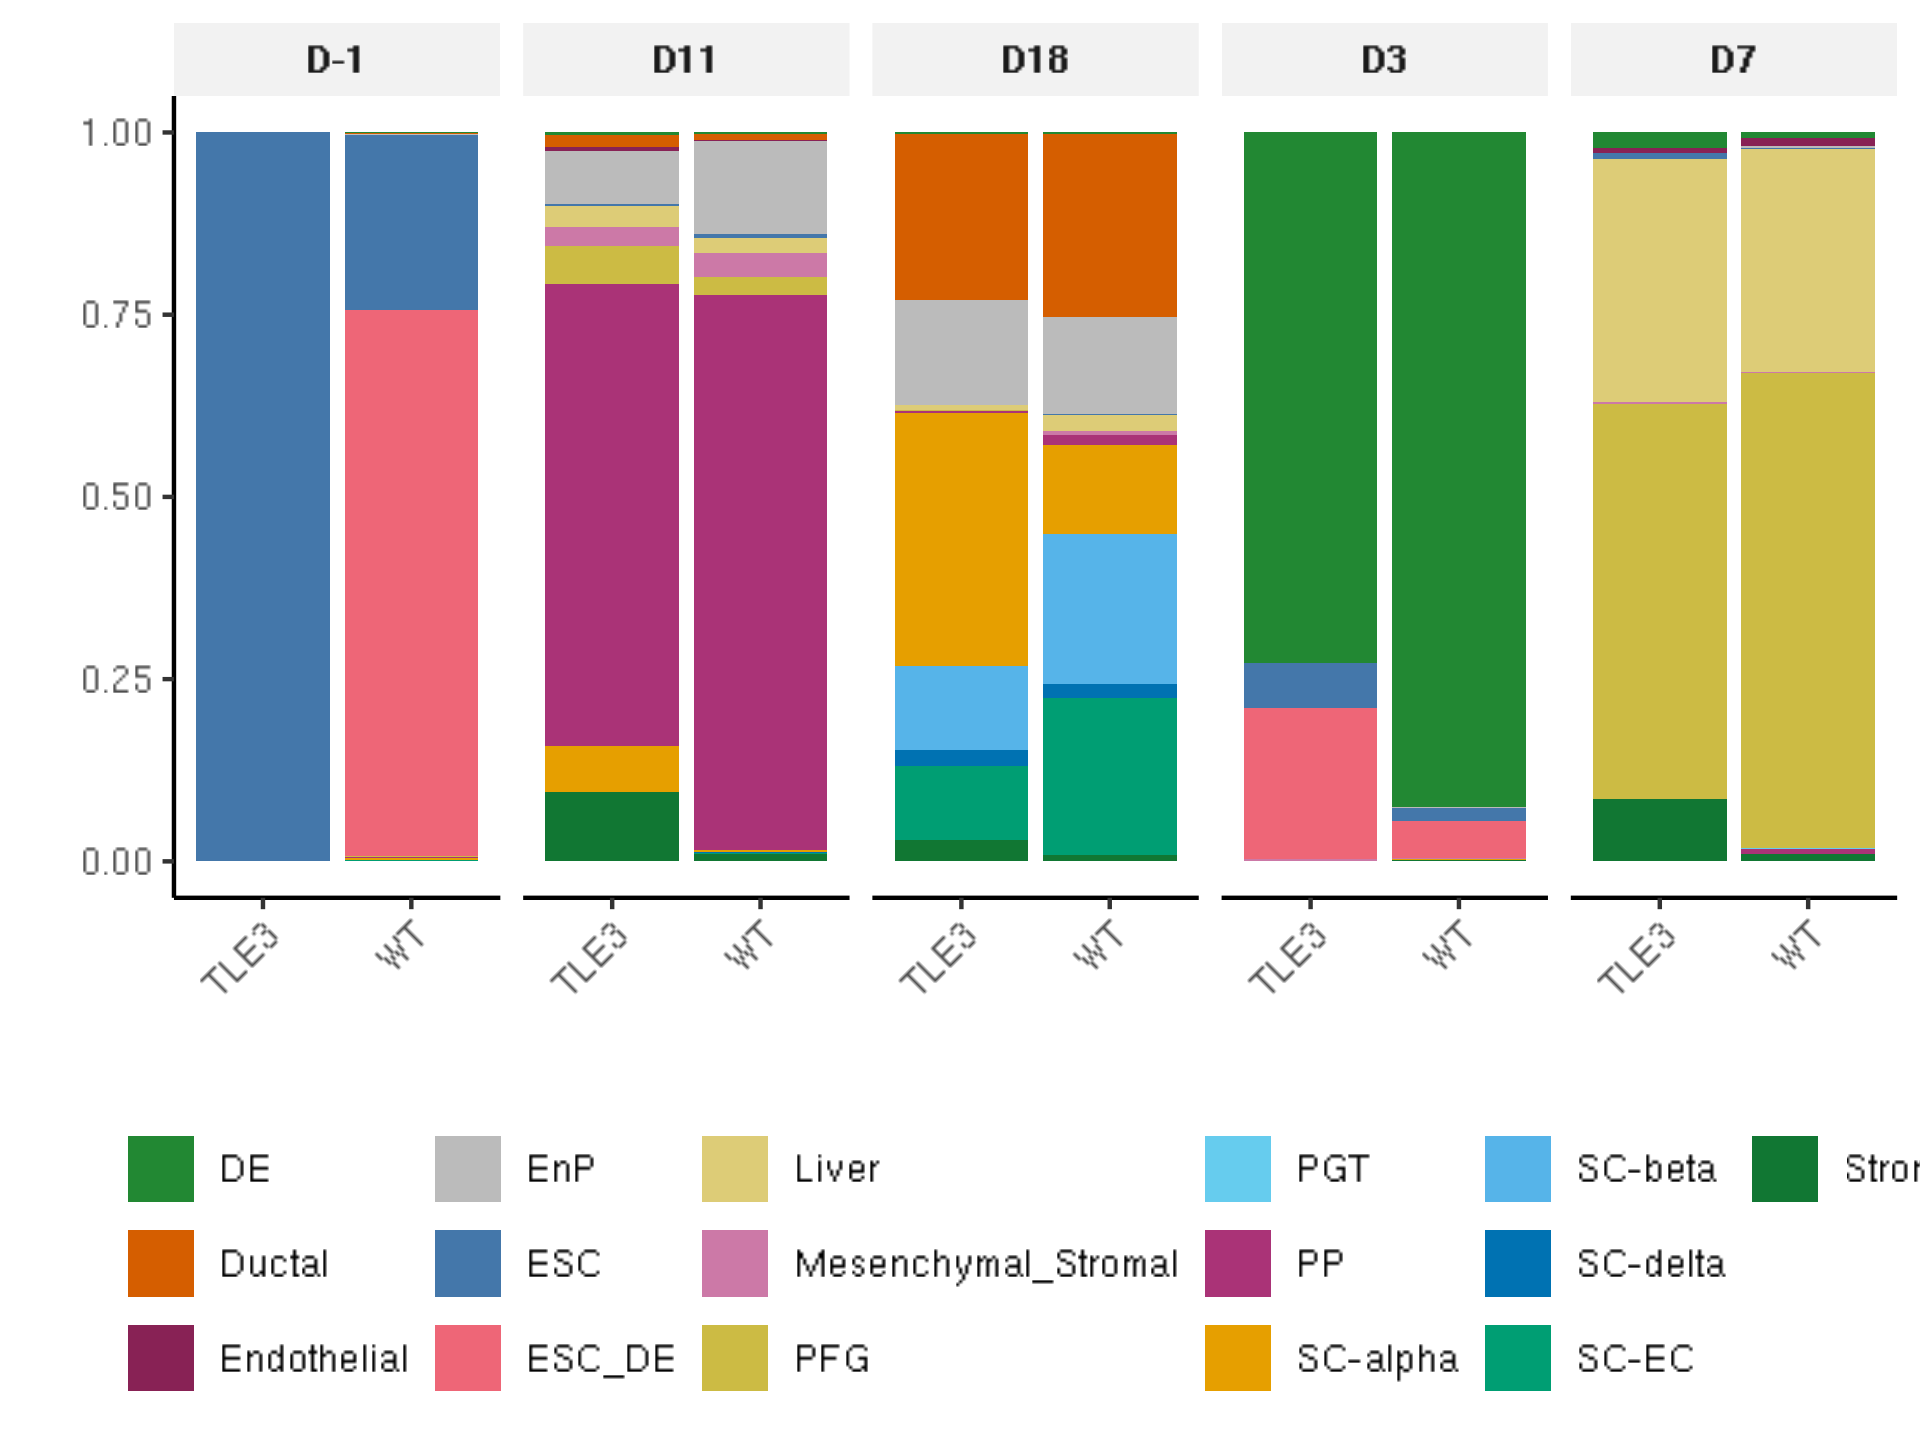 D-1 D11 D18 D3 D7
1.00
0.75
0.50
0.25
0.00
TLE3 WT TLE3 WT TLE3 WT TLE3 WT TLE3 WT
DE EnP Liver PGT SC-beta
Ductal ESC Mesenchymal_Stromal PP SC-delta
Endothelial ESC_DE PFG SC-alpha SC-EC